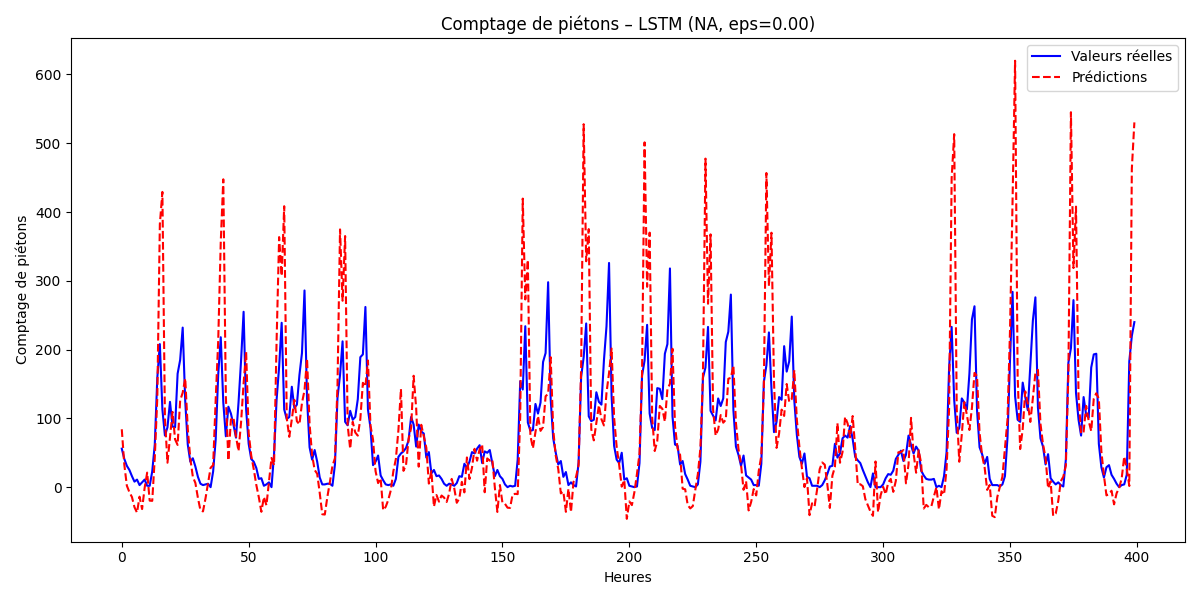 Comptage de piétons – LSTM (NA, eps=0.00)
Valeurs réelles
Prédictions
Comptage de piétons
600
500
400
300
200
100
0
0 50 100 150 200 250 300 350 400
Heures